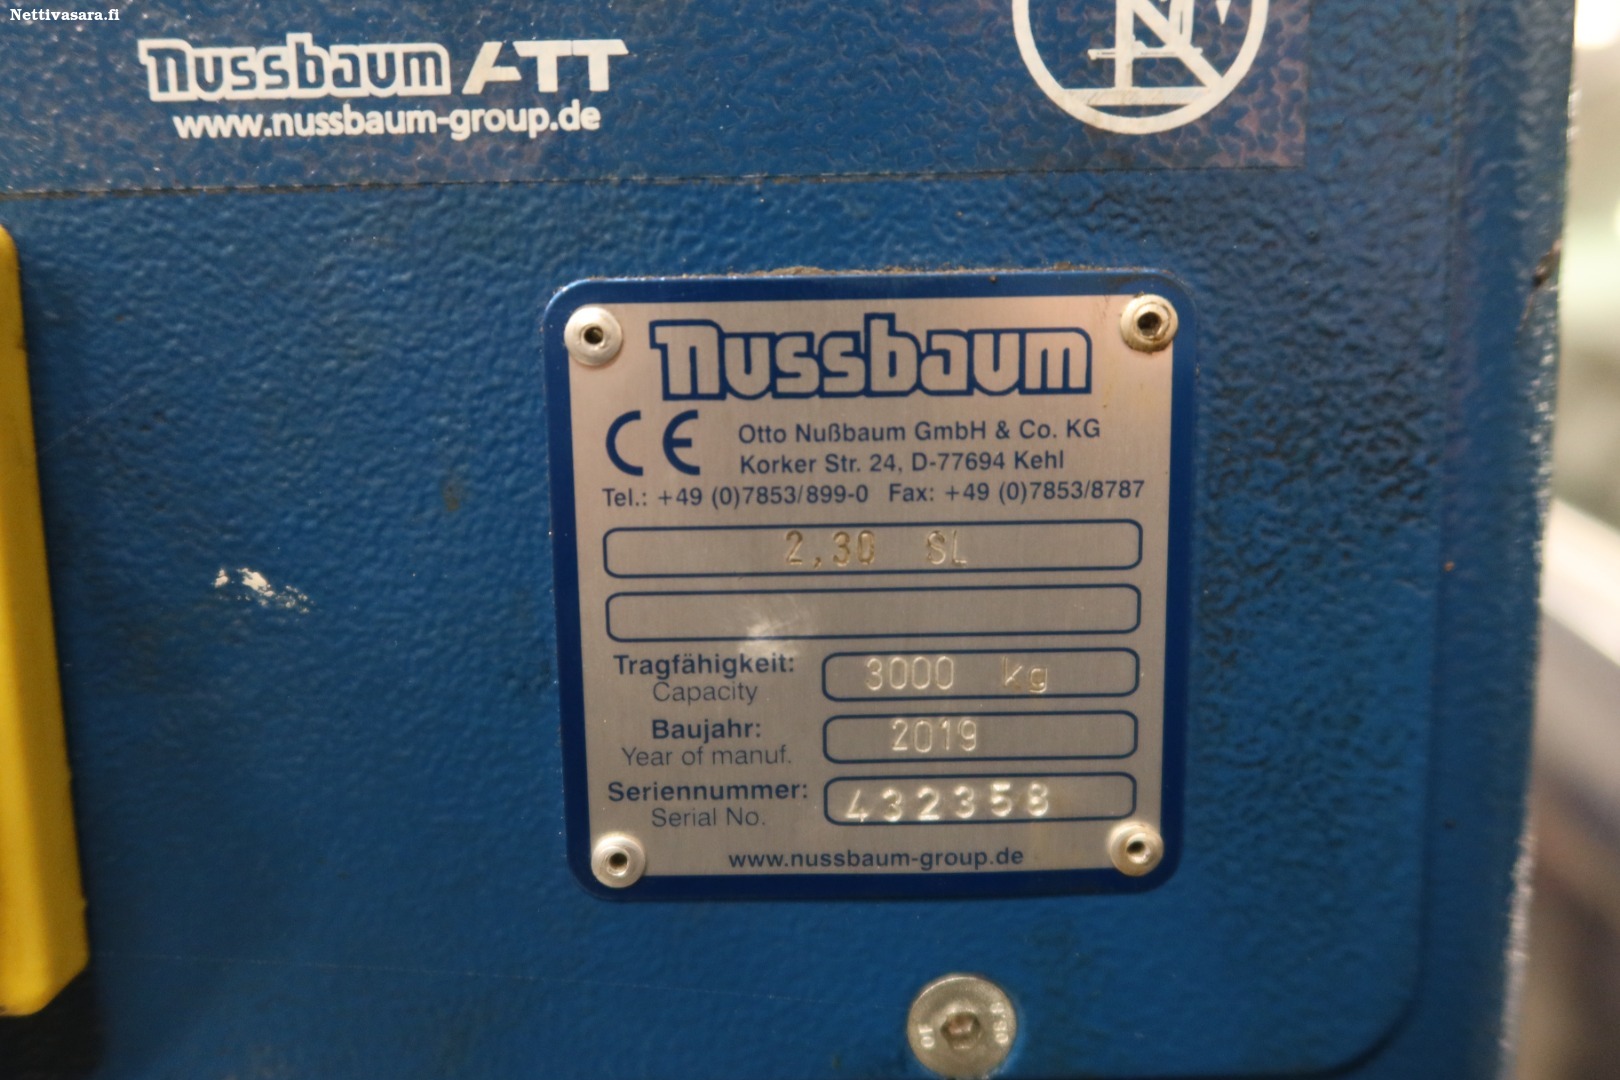 Nettivasara.fi
nussbaum ATT
www.nussbaum-group.de
nussbaum
CE Otto Nußbaum GmbH & Co. KG
Korker Str. 24, D-77694 Kehl
Tel.: +49 (0)7853/899-0 Fax: +49 (0)7853/8787
2,30 SL
Tragfähigkeit: 3000 kg
Capacity
Baujahr: 2019
Year of manuf.
Seriennummer: 432358
Serial No.
www.nussbaum-group.de